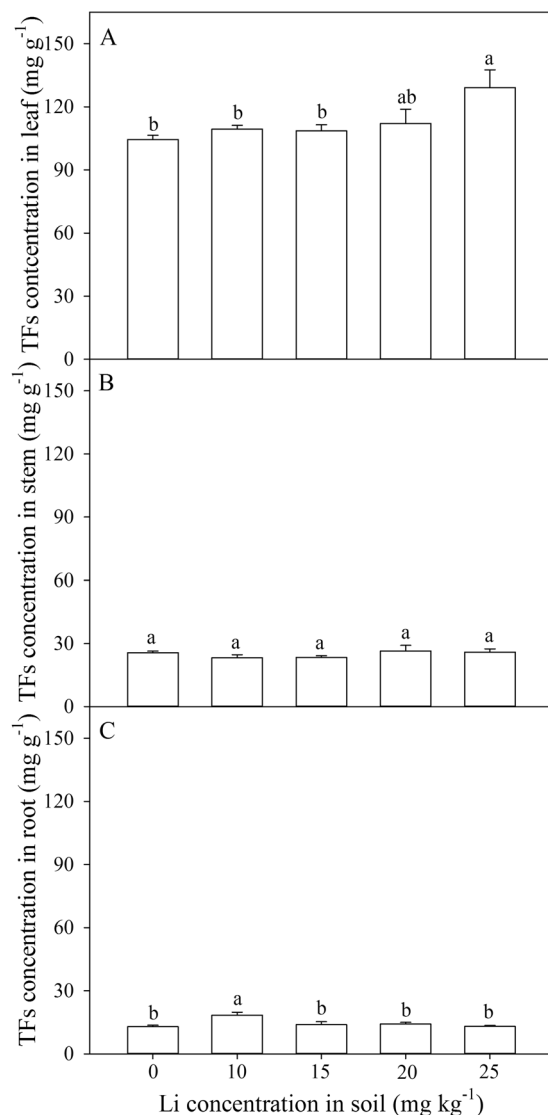 A
TFs contcentration in leaf (mg g⁻¹)
150
120
90
60
30
0
b
b
b
ab
a
B
TFs concentration in stem (mg g⁻¹)
150
120
90
60
30
0
a
a
a
a
a
C
TFs concentration in root (mg g⁻¹)
150
120
90
60
30
0
b
a
b
b
b
0 10 15 20 25
Li concentration in soil (mg kg⁻¹)